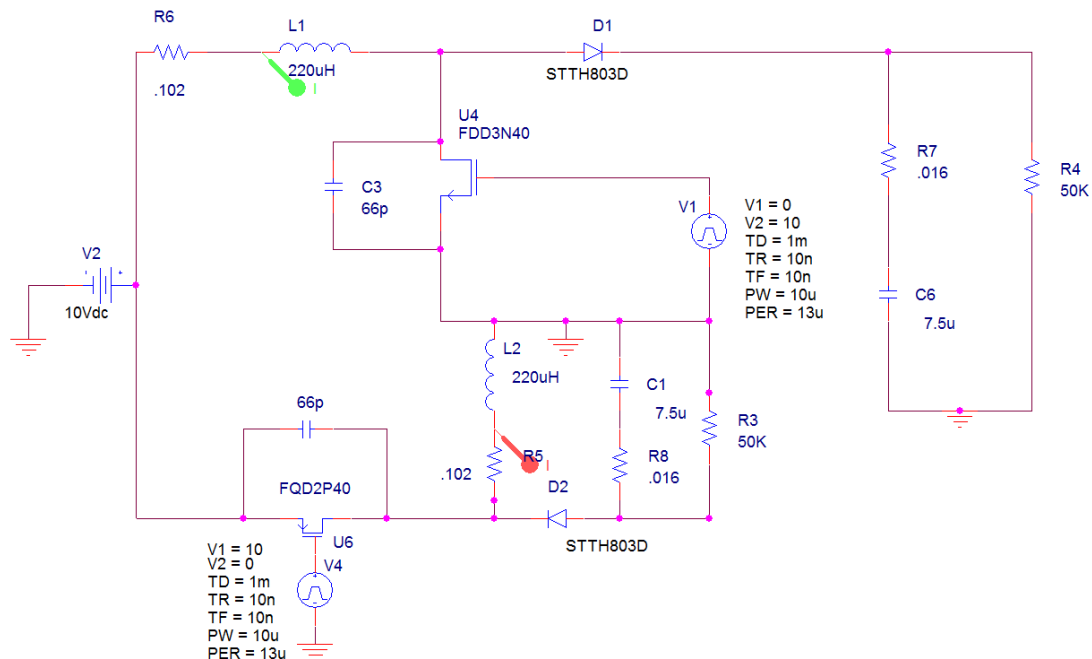 R6
L1
D1
220uH
.102
I
STTH803D
U4
FDD3N40
R7
.016
R4
50K
C3
66p
V1
V1 = 0
V2 = 10
TD = 1m
TR = 10n
TF = 10n
PW = 10u
PER = 13u
V2
- +
10Vdc
C6
7.5u
L2
220uH
C1
7.5u
66p
R3
50K
R5
I
.102
R8
.016
FQD2P40
D2
U6
STTH803D
V1 = 10
V2 = 0
TD = 1m
TR = 10n
TF = 10n
PW = 10u
PER = 13u
V4